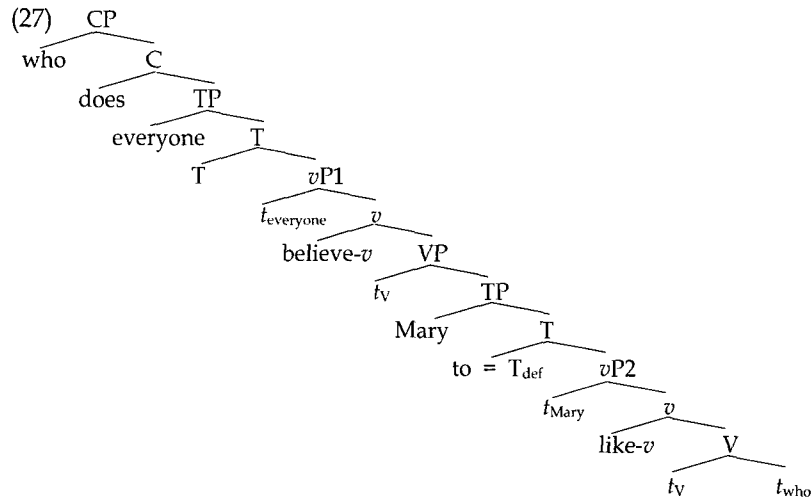 (27) CP
who C
does TP
everyone T
T vP1
t_everyone v
believe-v VP
t_V TP
Mary T
to = T_def vP2
t_Mary v
like-v V
t_V t_who